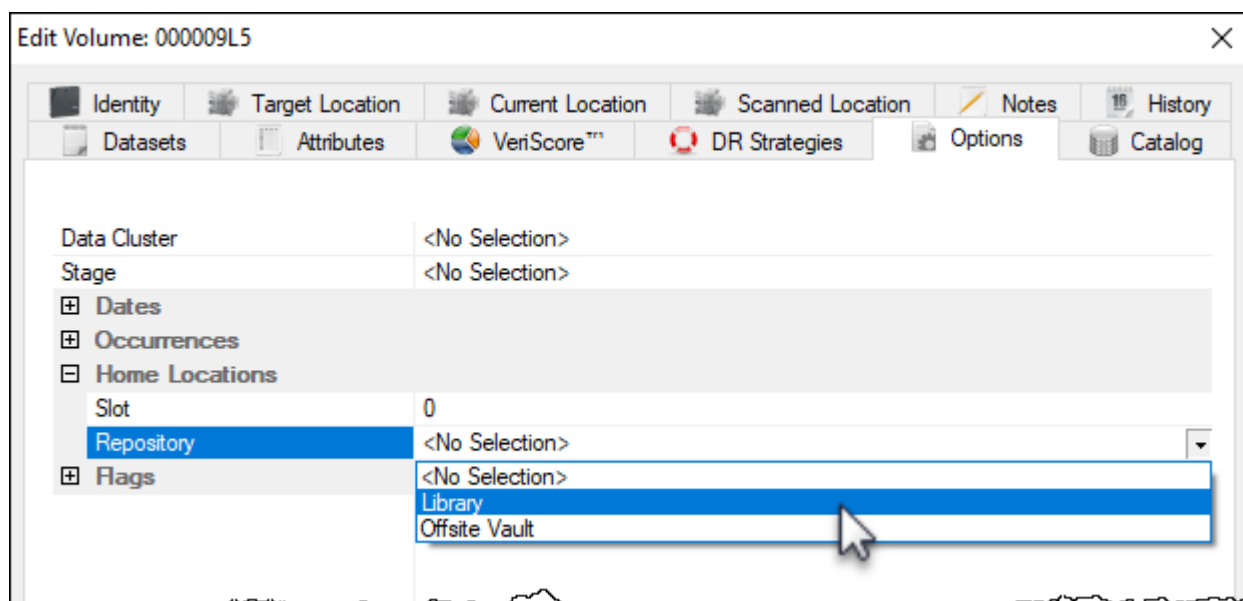 Edit Volume: 000009L5
Identity Target Location Current Location Scanned Location Notes 16 History
Datasets Attributes VeriScore™ DR Strategies Options Catalog
Data Cluster <No Selection>
Stage <No Selection>
Dates
Occurrences
Home Locations
Slot 0
Repository <No Selection>
Flags <No Selection>
Library
Offsite Vault